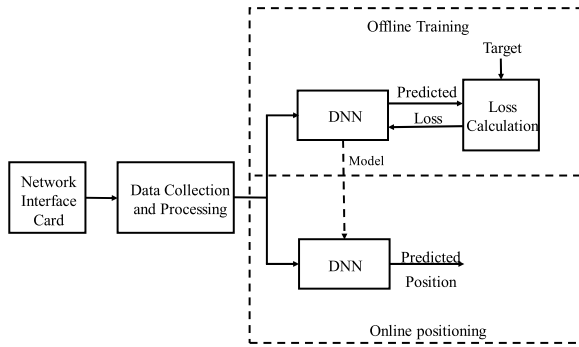 Offline Training
Target
Predicted
DNN
Loss
Loss
Calculation
Model
Network
Interface
Card
Data Collection
and Processing
DNN
Predicted
Position
Online positioning